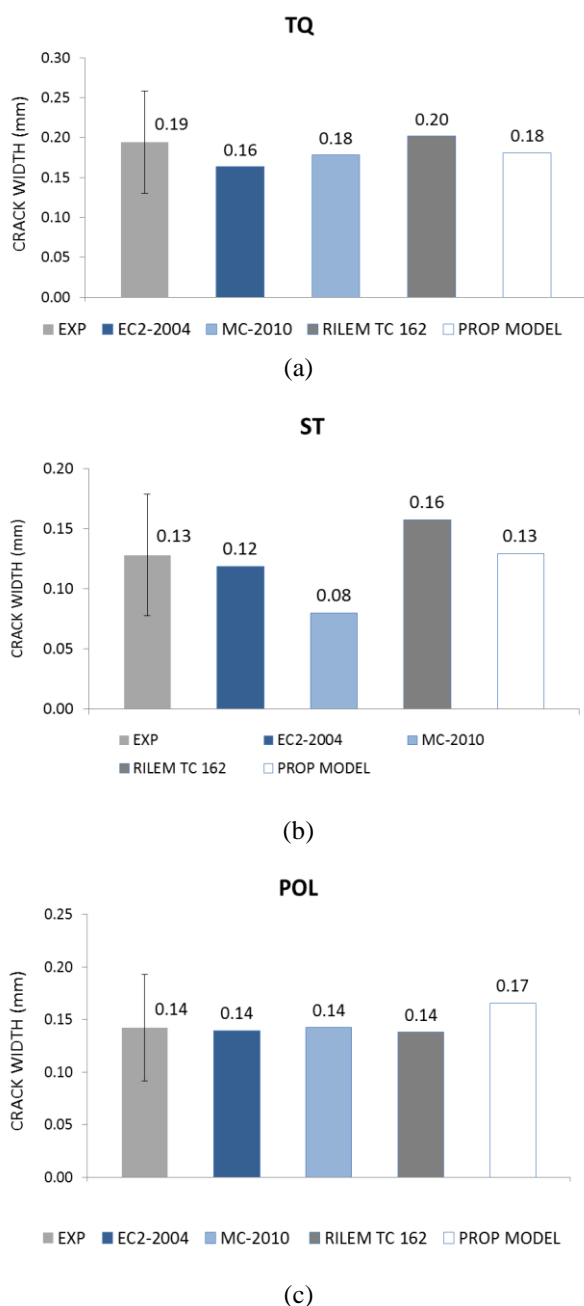 TQ
CRACK WIDTH (mm)
0.30
0.25
0.20
0.15
0.10
0.05
0.00
0.19
0.16
0.18
0.20
0.18
EXP EC2-2004 MC-2010 RILEM TC 162 PROP MODEL
(a)
ST
CRACK WIDTH (mm)
0.20
0.15
0.10
0.05
0.00
0.13
0.12
0.08
0.16
0.13
EXP EC2-2004 MC-2010
RILEM TC 162 PROP MODEL
(b)
POL
CRACK WIDTH (mm)
0.25
0.20
0.15
0.10
0.05
0.00
0.14
0.14
0.14
0.14
0.17
EXP EC2-2004 MC-2010 RILEM TC 162 PROP MODEL
(c)